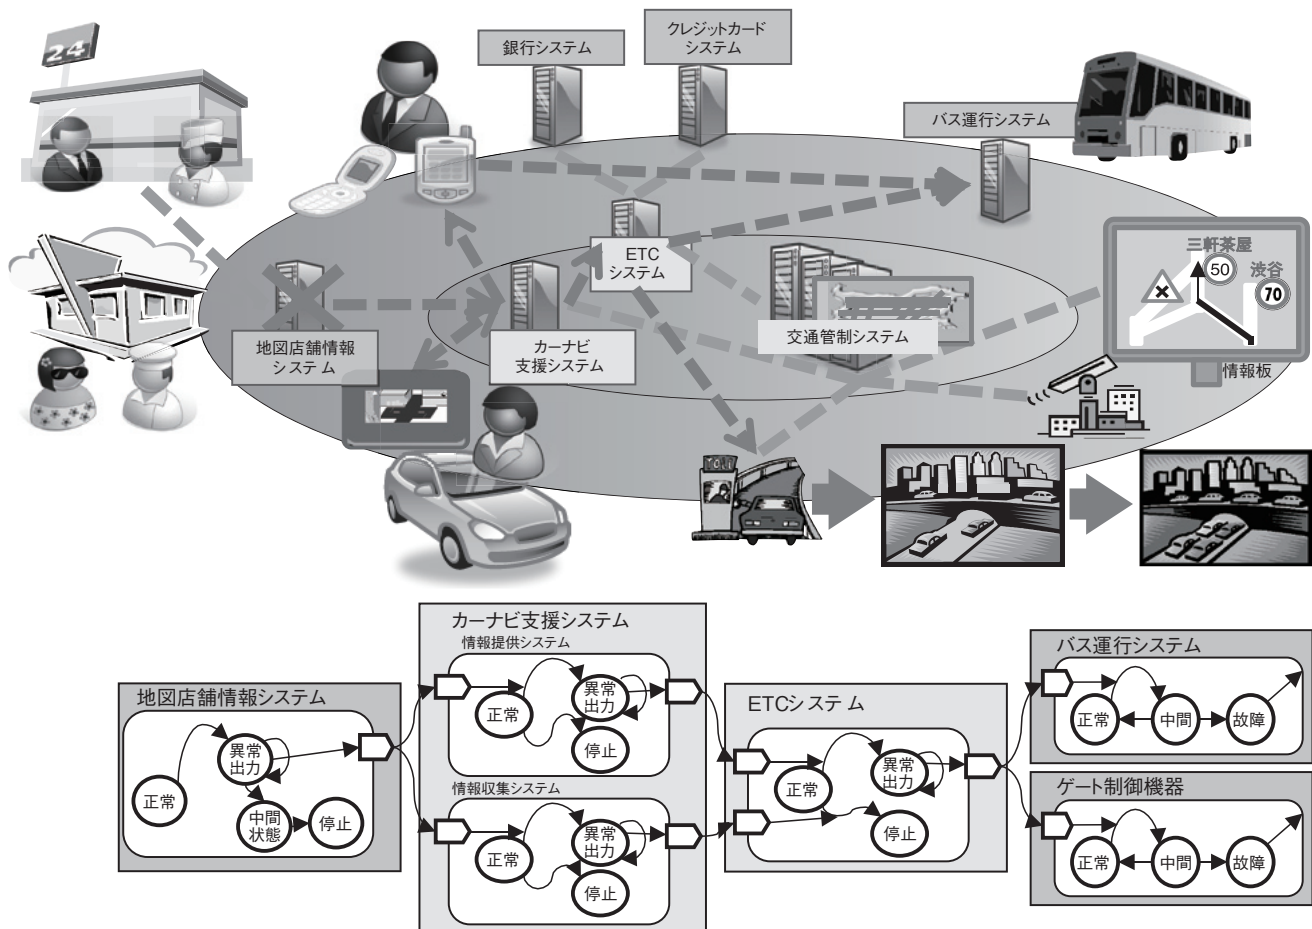 24
銀行システム
クレジットカード
システム
バス運行システム
ETC
システム
三軒茶屋
50
渋谷
70
地図店舗情報
システム
カーナビ
支援システム
交通管制システム
情報板
カーナビ支援システム
情報提供システム
正常
異常
出力
停止
情報収集システム
正常
異常
出力
停止
地図店舗情報システム
正常
異常
出力
中間
状態
停止
ETCシステム
正常
異常
出力
停止
バス運行システム
正常
中間
故障
ゲート制御機器
正常
中間
故障